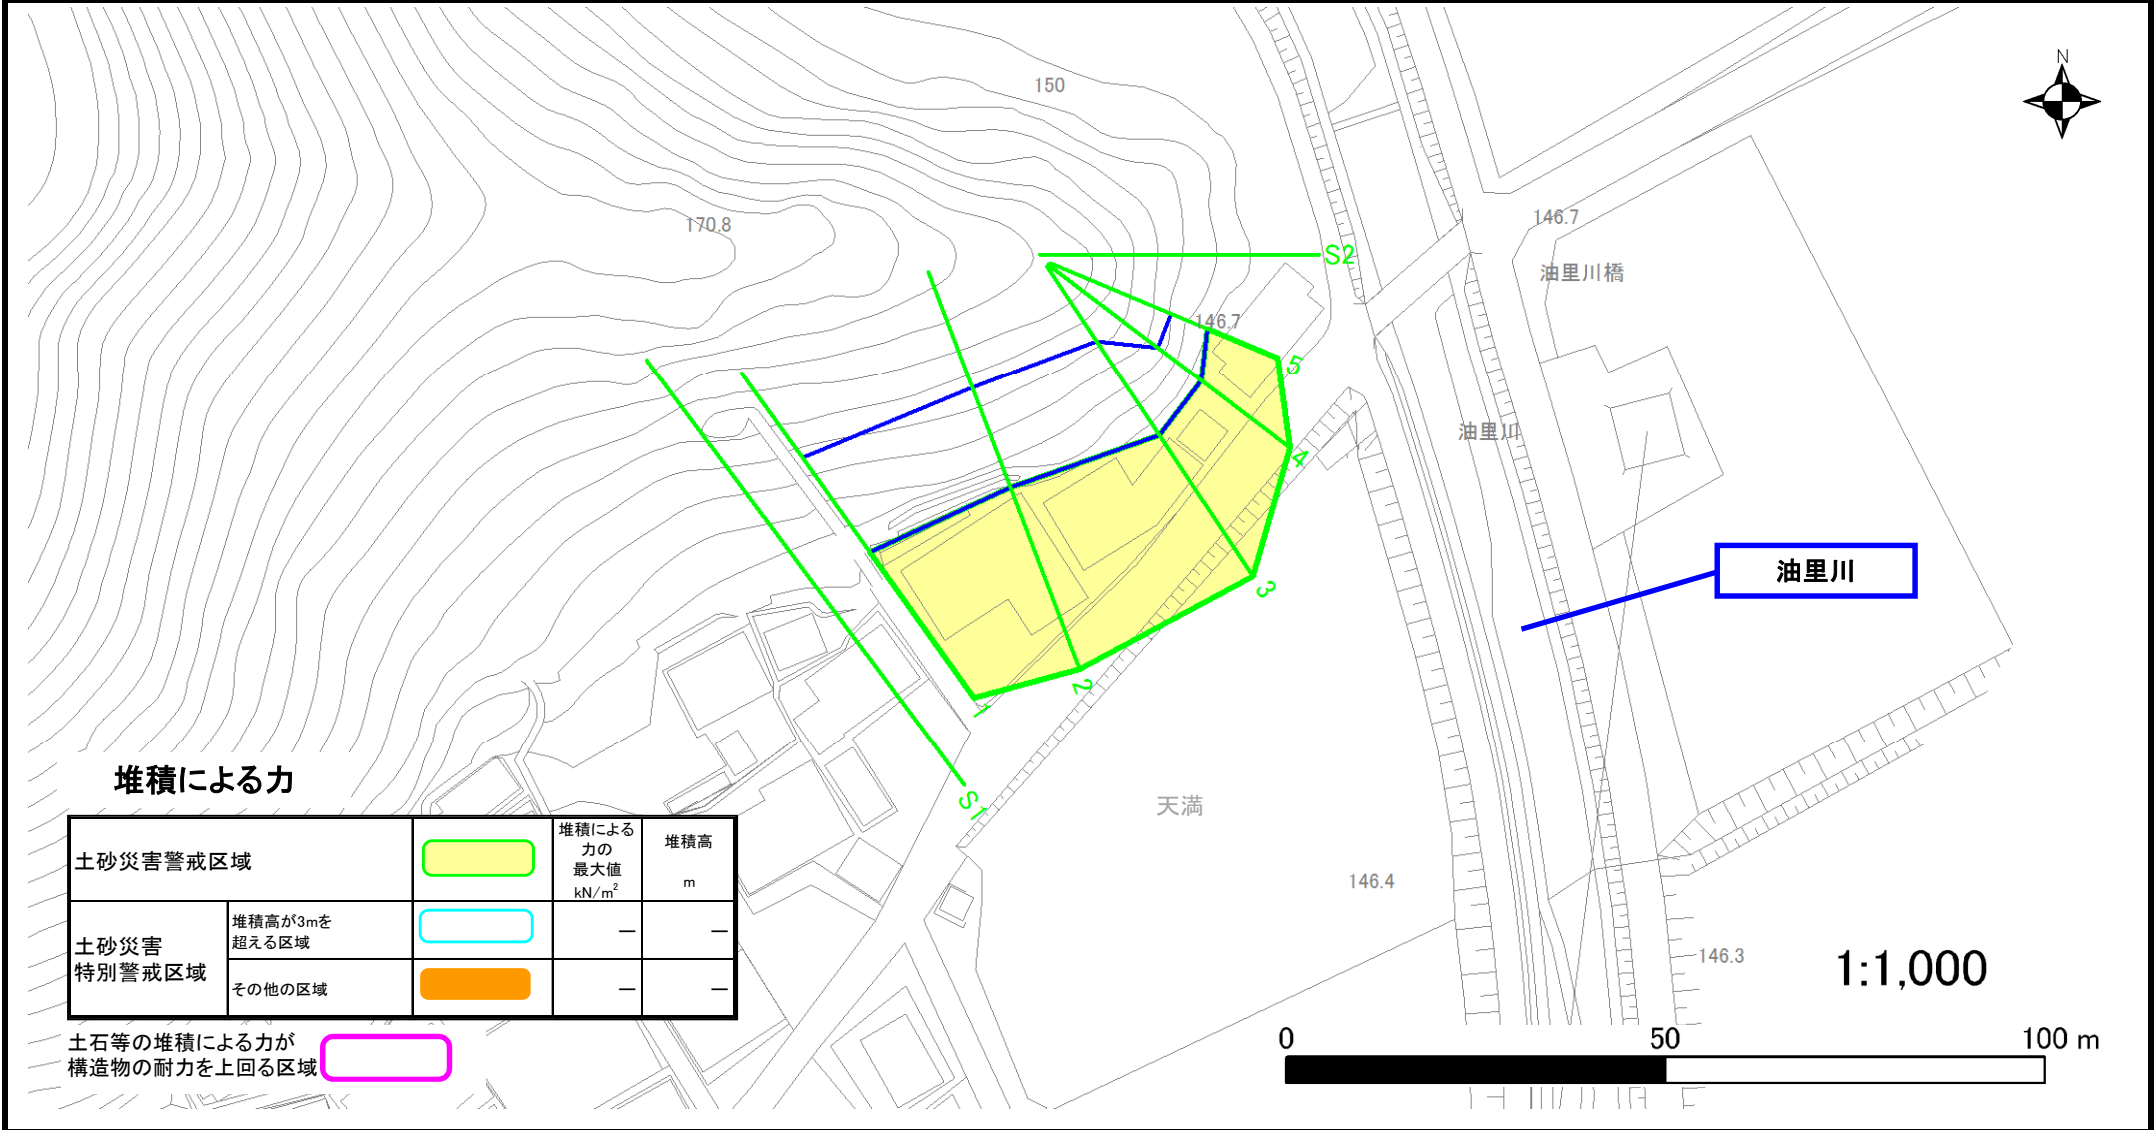 150
N
170.8
146.7
油里川橋
S2
146.7
5
油里川
4
油里川
3
2
1
S1
天満
146.4
146.3
堆積による力
土砂災害警戒区域
堆積による
力の
最大値
kN/m²
堆積高
m
土砂災害
特別警戒区域
堆積高が3mを
超える区域
—
—
その他の区域
—
—
土石等の堆積による力が
構造物の耐力を上回る区域
1:1,000
0
50
100 m